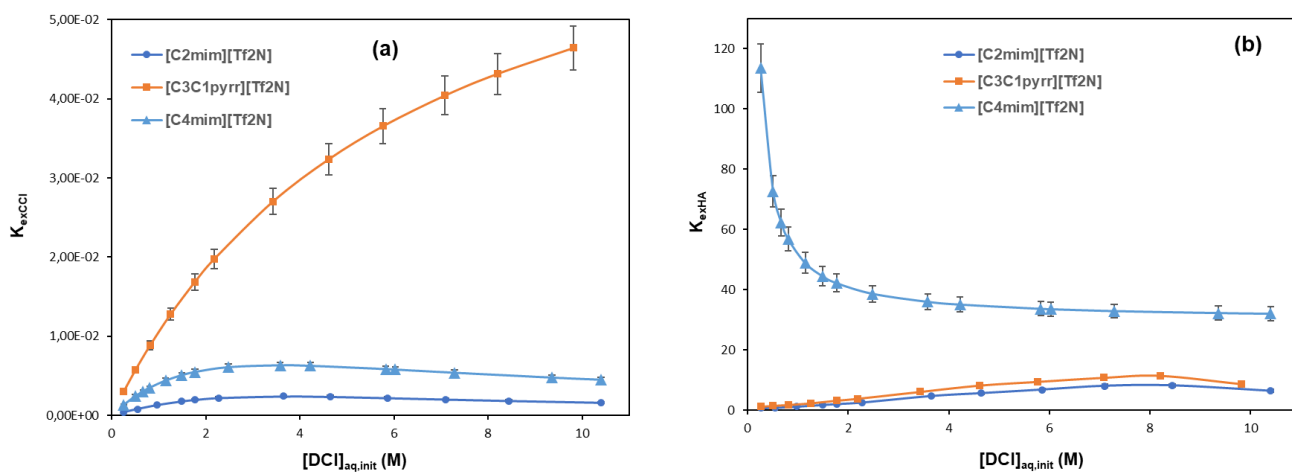 5,00E-02
4,00E-02
3,00E-02
2,00E-02
1,00E-02
0,00E+00
K_exCCl
[C2mim][Tf2N]
[C3C1pyrr][Tf2N]
[C4mim][Tf2N]
(a)
0 2 4 6 8 10
[DCl]aq,init (M)
120
100
80
60
40
20
0
K_exHA
[C2mim][Tf2N]
[C3C1pyrr][Tf2N]
[C4mim][Tf2N]
(b)
0 2 4 6 8 10
[DCl]aq,init (M)